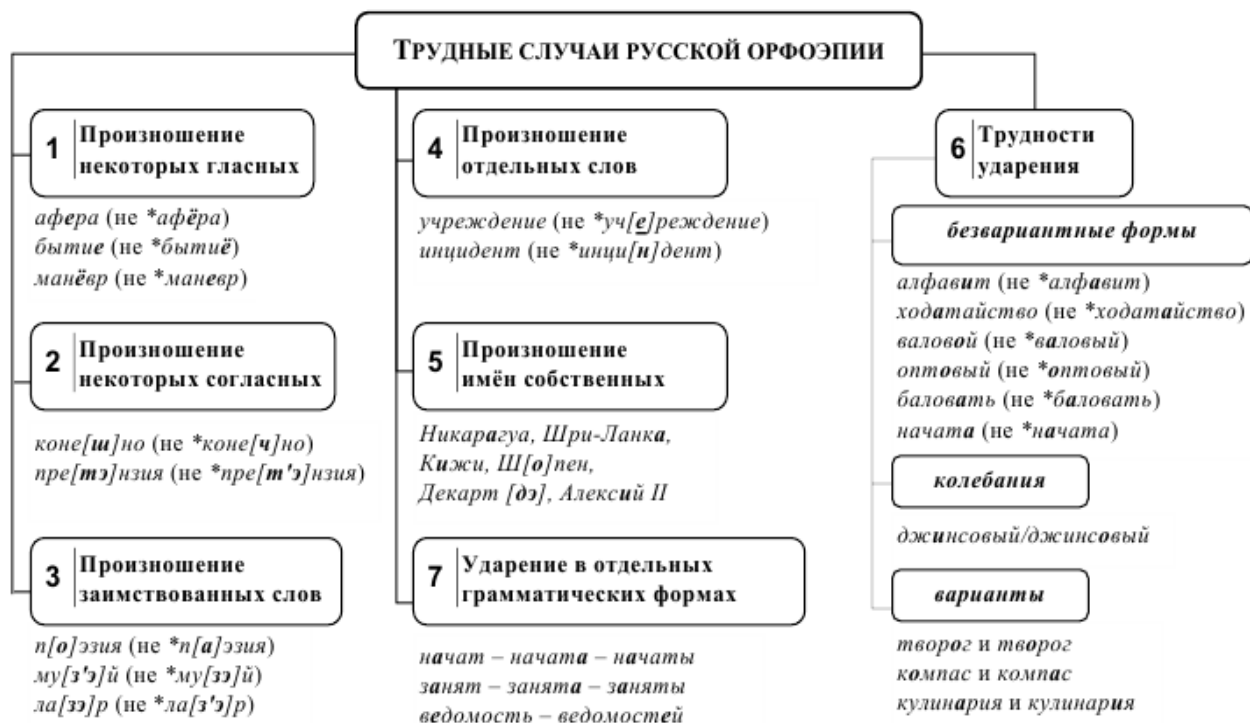 ТРУДНЫЕ СЛУЧАИ РУССКОЙ ОРФОЭПИИ
1 Произношение
некоторых гласных
афера (не *афёра)
бытие (не *бытиё)
манёвр (не *маневр)
2 Произношение
некоторых согласных
коне[ш]но (не *коне[ч]но)
пре[тэ]нзия (не *пре[т'э]нзия)
3 Произношение
заимствованных слов
п[о]эзия (не *п[а]эзия)
му[з'э]й (не *му[зэ]й)
ла[зэ]р (не *ла[з'э]р)
4 Произношение
отдельных слов
учреждение (не *уч[е]реждение)
инцидент (не *инци[н]дент)
5 Произношение
имён собственных
Никарагуа, Шри-Ланка,
Кижи, Ш[о]пен,
Декарт [дэ], Алексий II
7 Ударение в отдельных
грамматических формах
начат – начата – начаты
занят – занята – заняты
ведомость – ведомостей
6 Трудности
ударения
безвариантные формы
алфавит (не *алфавит)
ходатайство (не *ходатайство)
валовой (не *валовый)
оптовый (не *оптовый)
баловать (не *баловать)
начата (не *начата)
колебания
джинсовый/джинсовый
варианты
творог и творог
компас и компас
кулинария и кулинария